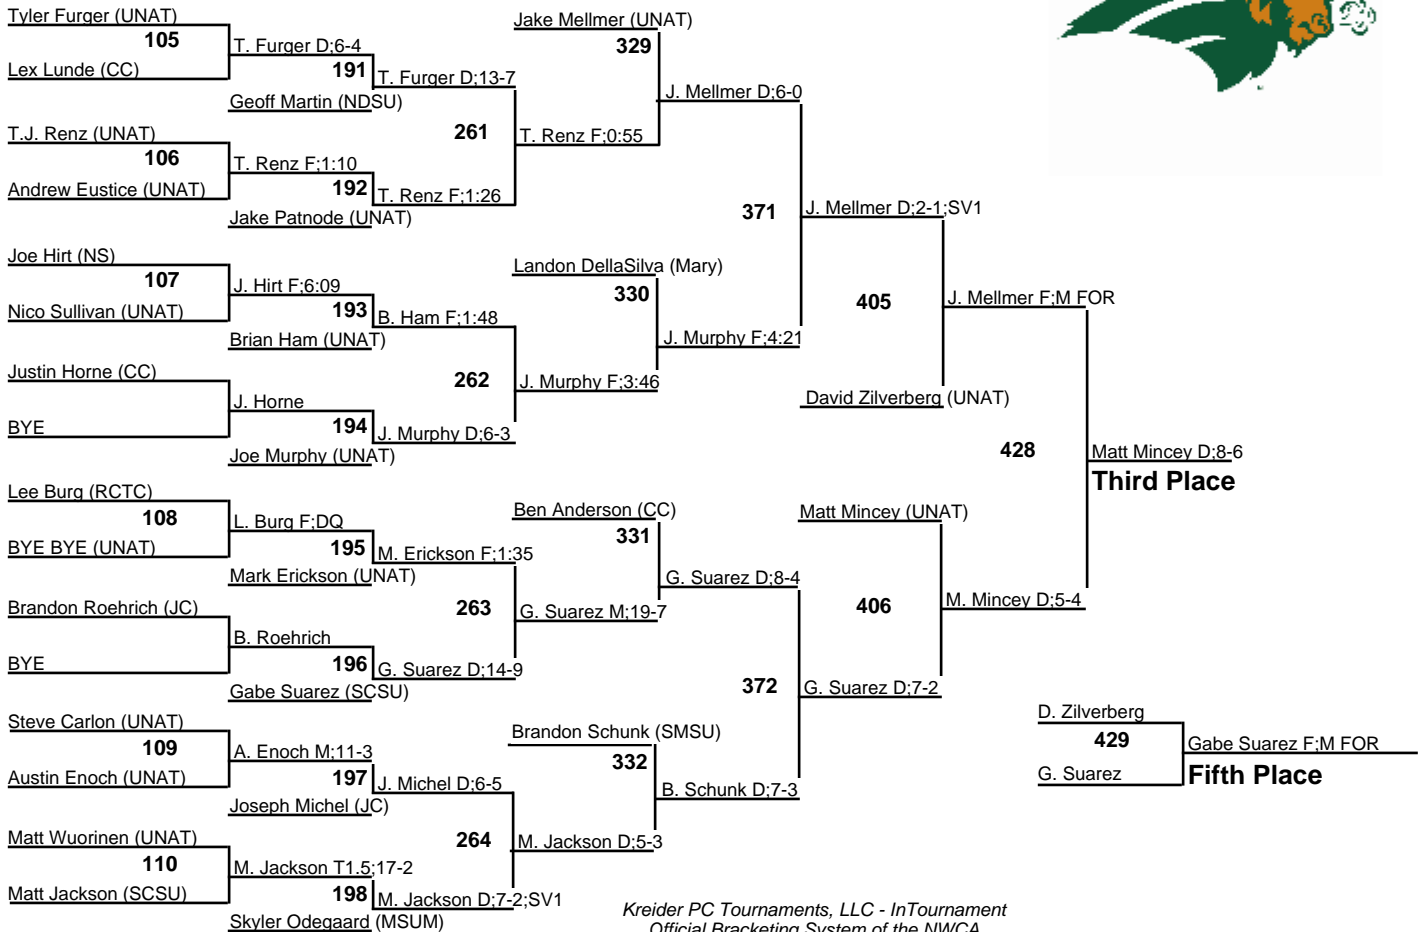 Tyler Furger (UNAT)
105
Lex Lunde (CC)
T. Furger D;6-4
191
Geoff Martin (NDSU)
T. Furger D;13-7
T.J. Renz (UNAT)
106
Andrew Eustice (UNAT)
T. Renz F;1:10
192
Jake Patnode (UNAT)
T. Renz F;1:26
261
T. Renz F;0:55
Jake Mellmer (UNAT)
329
J. Mellmer D;6-0
Joe Hirt (NS)
107
Nico Sullivan (UNAT)
J. Hirt F;6:09
193
Brian Ham (UNAT)
B. Ham F;1:48
Justin Horne (CC)
BYE
J. Horne
194
Joe Murphy (UNAT)
J. Murphy D;6-3
262
J. Murphy F;3:46
Landon DellaSilva (Mary)
330
J. Murphy F;4:21
371
J. Mellmer D;2-1;SV1
405
David Zilverberg (UNAT)
J. Mellmer F;M FOR
Lee Burg (RCTC)
108
BYE BYE (UNAT)
L. Burg F;DQ
195
Mark Erickson (UNAT)
M. Erickson F;1:35
Brandon Roehrich (JC)
BYE
B. Roehrich
196
Gabe Suarez (SCSU)
G. Suarez D;14-9
263
G. Suarez M;19-7
Ben Anderson (CC)
331
G. Suarez D;8-4
Steve Carlon (UNAT)
109
Austin Enoch (UNAT)
A. Enoch M;11-3
197
Joseph Michel (JC)
J. Michel D;6-5
Matt Wuorinen (UNAT)
110
Matt Jackson (SCSU)
M. Jackson T1.5;17-2
198
Skyler Odegaard (MSUM)
M. Jackson D;7-2;SV1
264
M. Jackson D;5-3
Brandon Schunk (SMSU)
332
B. Schunk D;7-3
372
G. Suarez D;7-2
Matt Mincey (UNAT)
406
M. Mincey D;5-4
428
Matt Mincey D;8-6
Third Place
D. Zilverberg
429
G. Suarez
Gabe Suarez F;M FOR
Fifth Place
Kreider PC Tournaments, LLC - InTournament
Official Bracketing System of the NWCA